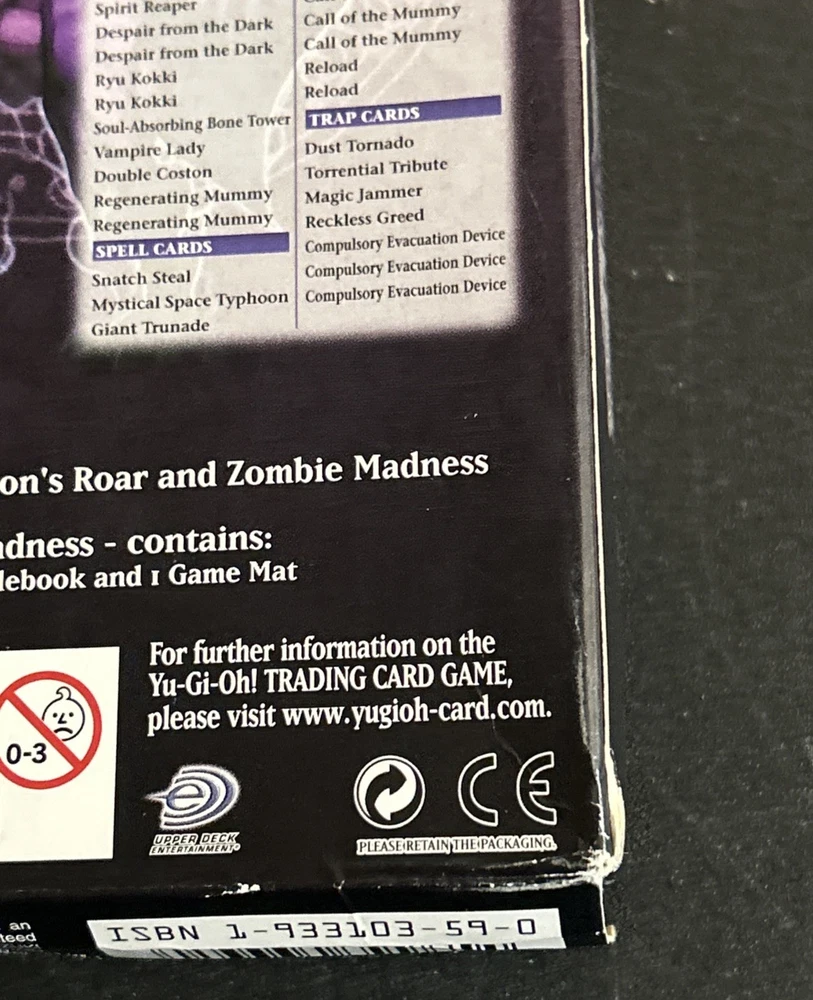 Spirit Reaper
Despair from the Dark
Despair from the Dark
Ryu Kokki
Ryu Kokki
Soul-Absorbing Bone Tower
Vampire Lady
Double Coston
Regenerating Mummy
Regenerating Mummy
SPELL CARDS
Snatch Steal
Mystical Space Typhoon
Giant Trunade
Call of the Mummy
Call of the Mummy
Reload
Reload
TRAP CARDS
Dust Tornado
Torrential Tribute
Magic Jammer
Reckless Greed
Compulsory Evacuation Device
Compulsory Evacuation Device
Compulsory Evacuation Device
on's Roar and Zombie Madness
dness - contains:
lebook and 1 Game Mat
For further information on the
Yu-Gi-Oh! TRADING CARD GAME,
please visit www.yugioh-card.com.
0-3
UPPER DECK
ENTERTAINMENT
CE
PLEASE RETAIN THE PACKAGING.
an
teed
ISBN 1-933103-59-0